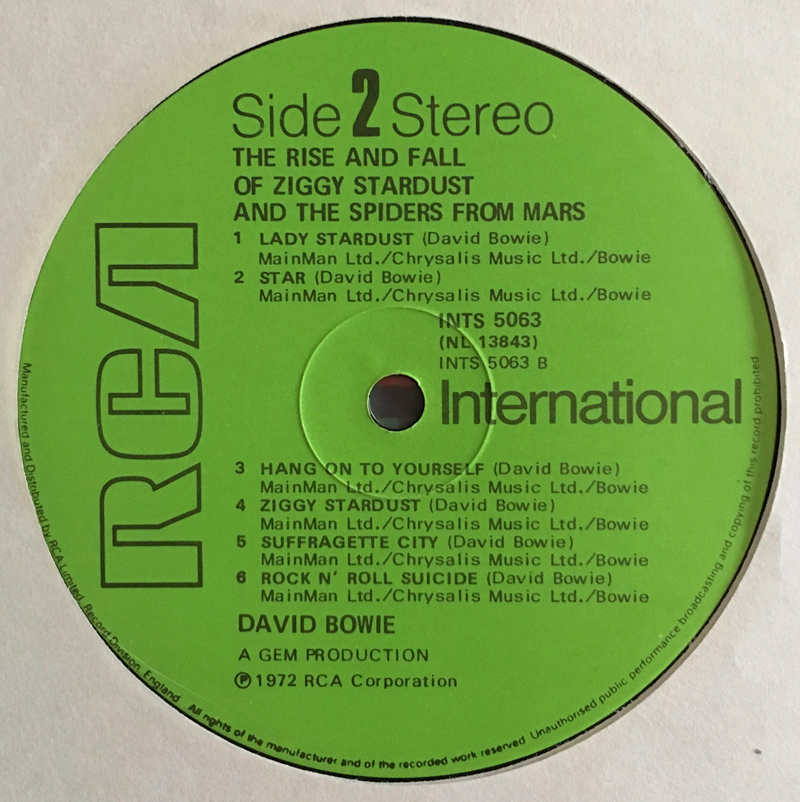 Side 2 Stereo
THE RISE AND FALL
OF ZIGGY STARDUST
AND THE SPIDERS FROM MARS
1 LADY STARDUST (David Bowie)
MainMan Ltd./Chrysalis Music Ltd./Bowie
2 STAR (David Bowie)
MainMan Ltd./Chrysalis Music Ltd./Bowie
INTS 5063
(NL 13843)
INTS 5063 B
International
RCA
3 HANG ON TO YOURSELF (David Bowie)
MainMan Ltd./Chrysalis Music Ltd./Bowie
4 ZIGGY STARDUST (David Bowie)
MainMan Ltd./Chrysalis Music Ltd./Bowie
5 SUFFRAGETTE CITY (David Bowie)
MainMan Ltd./Chrysalis Music Ltd./Bowie
6 ROCK N' ROLL SUICIDE (David Bowie)
MainMan Ltd./Chrysalis Music Ltd./Bowie
DAVID BOWIE
A GEM PRODUCTION
℗ 1972 RCA Corporation
Manufactured and Distributed by RCA Limited, Record Division, England. All rights of the manufacturer and of the recorded work reserved. Unauthorised public performance broadcasting and copying of this record prohibited